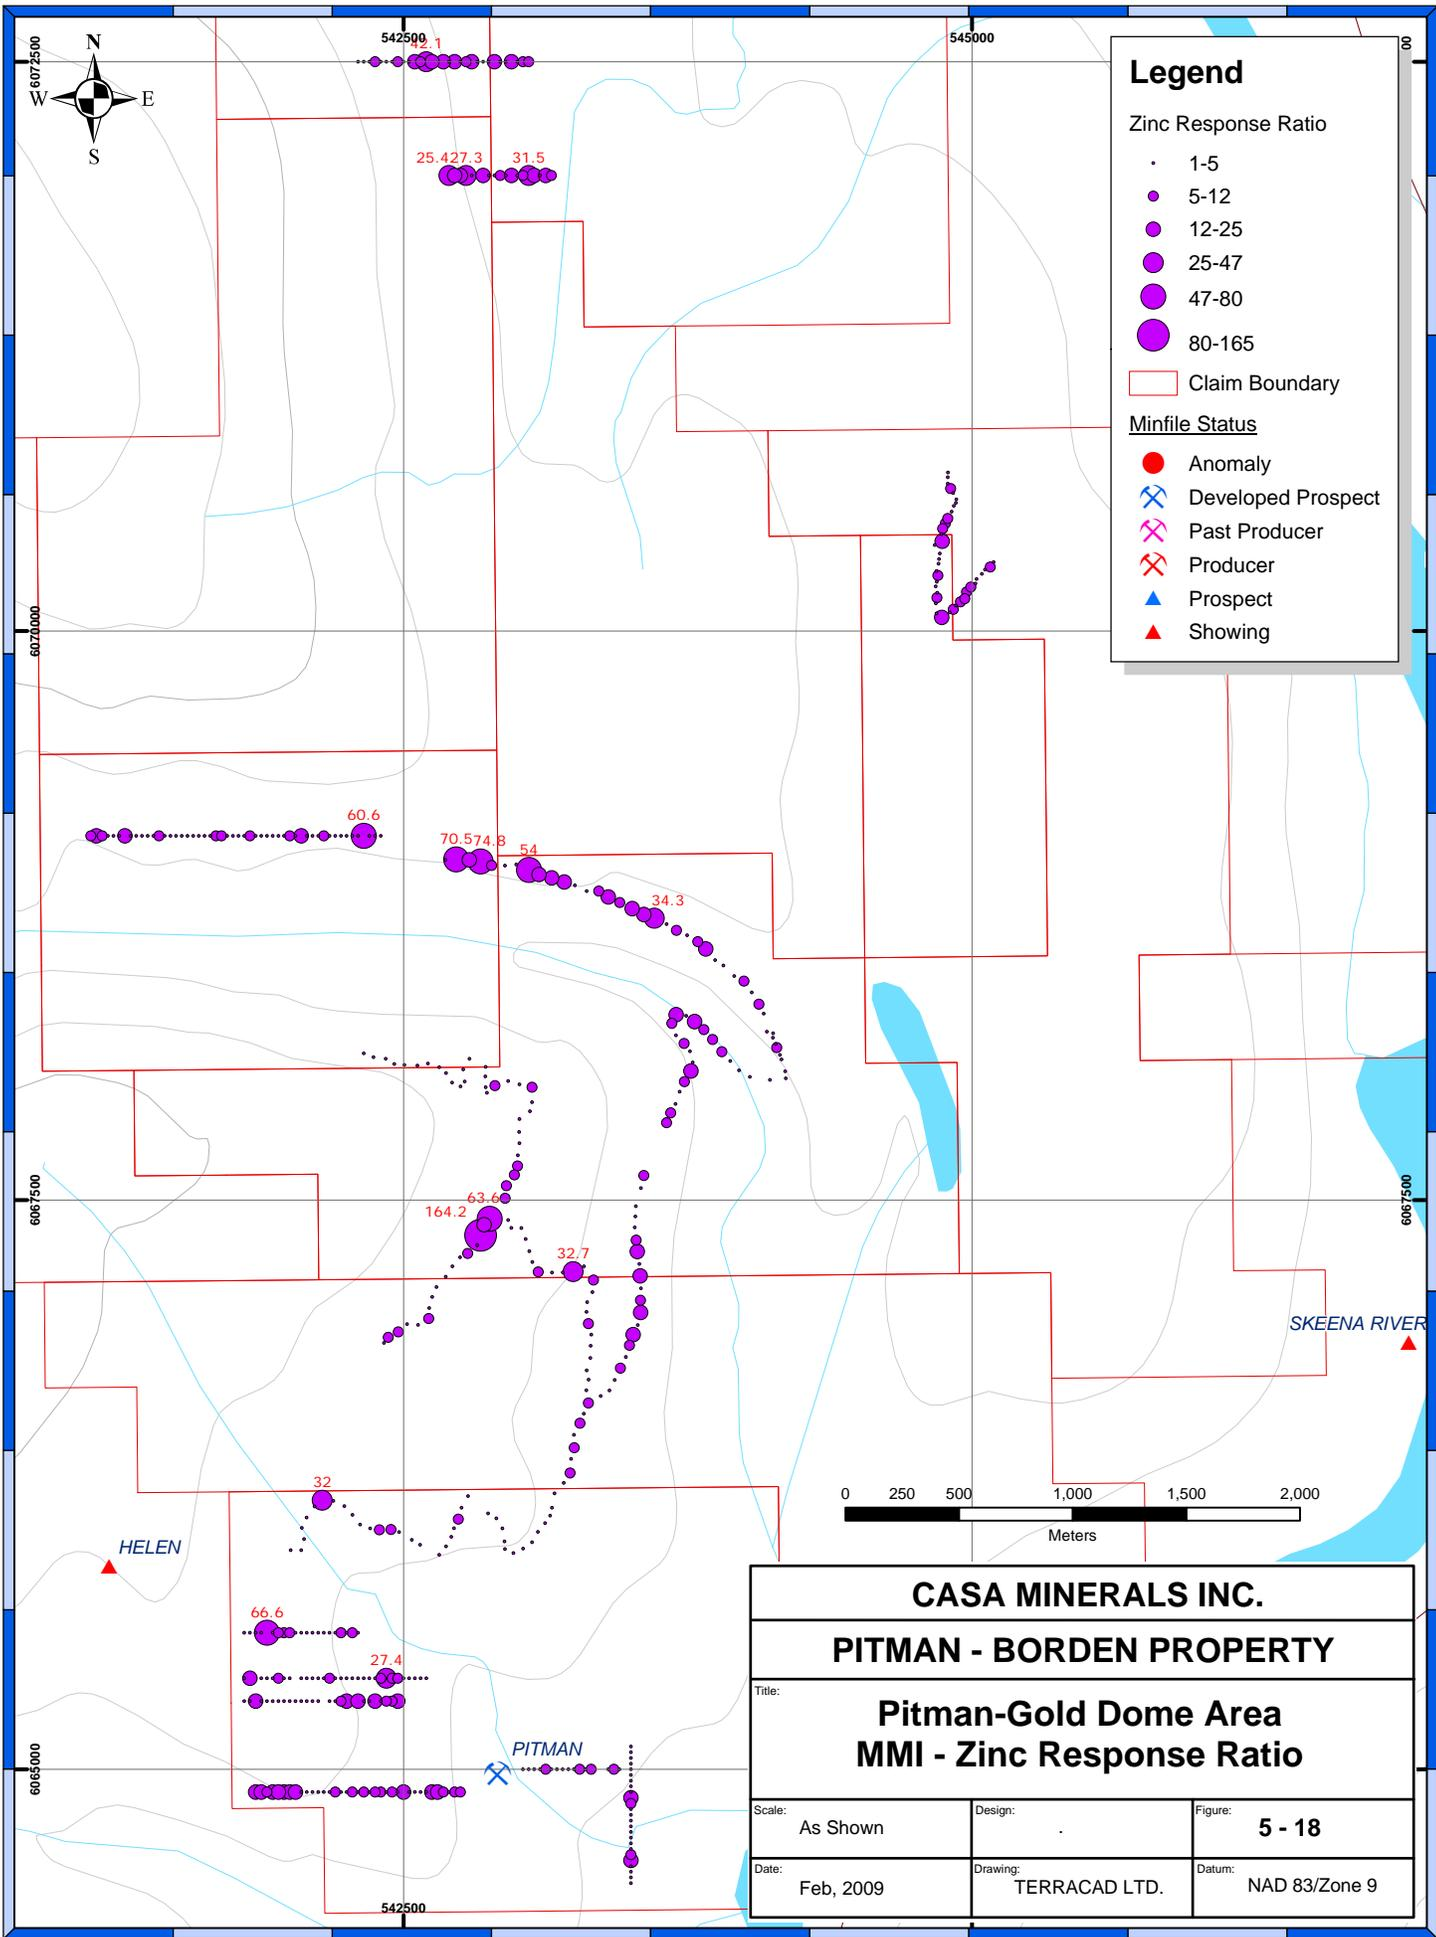 542500
545000
6072500
00
N
W
E
S
42.1
25.4
27.3
31.5
Legend
Zinc Response Ratio
1-5
5-12
12-25
25-47
47-80
80-165
Claim Boundary
Minfile Status
Anomaly
Developed Prospect
Past Producer
Producer
Prospect
Showing
6070000
60.6
70.5
74.8
54
34.3
6067500
6067500
63.6
164.2
32.7
SKEENA RIVER
32
HELEN
0 250 500 1,000 1,500 2,000
Meters
66.6
27.4
PITMAN
6065000
542500
CASA MINERALS INC.
PITMAN - BORDEN PROPERTY
Title:
Pitman-Gold Dome Area
MMI - Zinc Response Ratio
Scale:
As Shown
Design:
.
Figure:
5 - 18
Date:
Feb, 2009
Drawing:
TERRACAD LTD.
Datum:
NAD 83/Zone 9